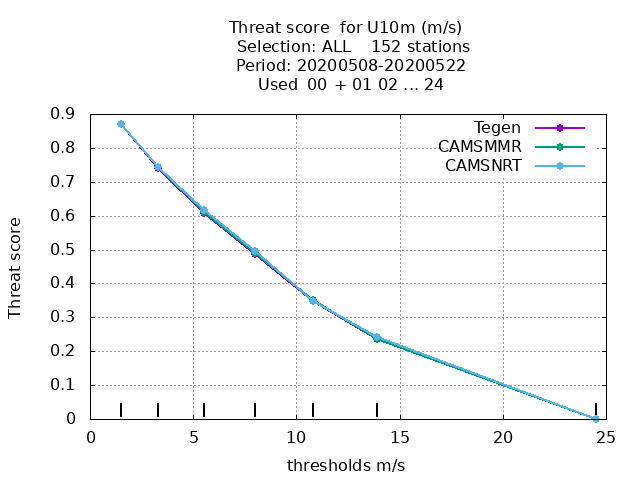 Threat score  for U10m (m/s)
Selection: ALL    152 stations
Period: 20200508-20200522
Used  00  + 01 02 ... 24
Tegen
CAMSMMR
CAMSNRT
Threat score
0.9
0.8
0.7
0.6
0.5
0.4
0.3
0.2
0.1
0
0 5 10 15 20 25
thresholds m/s